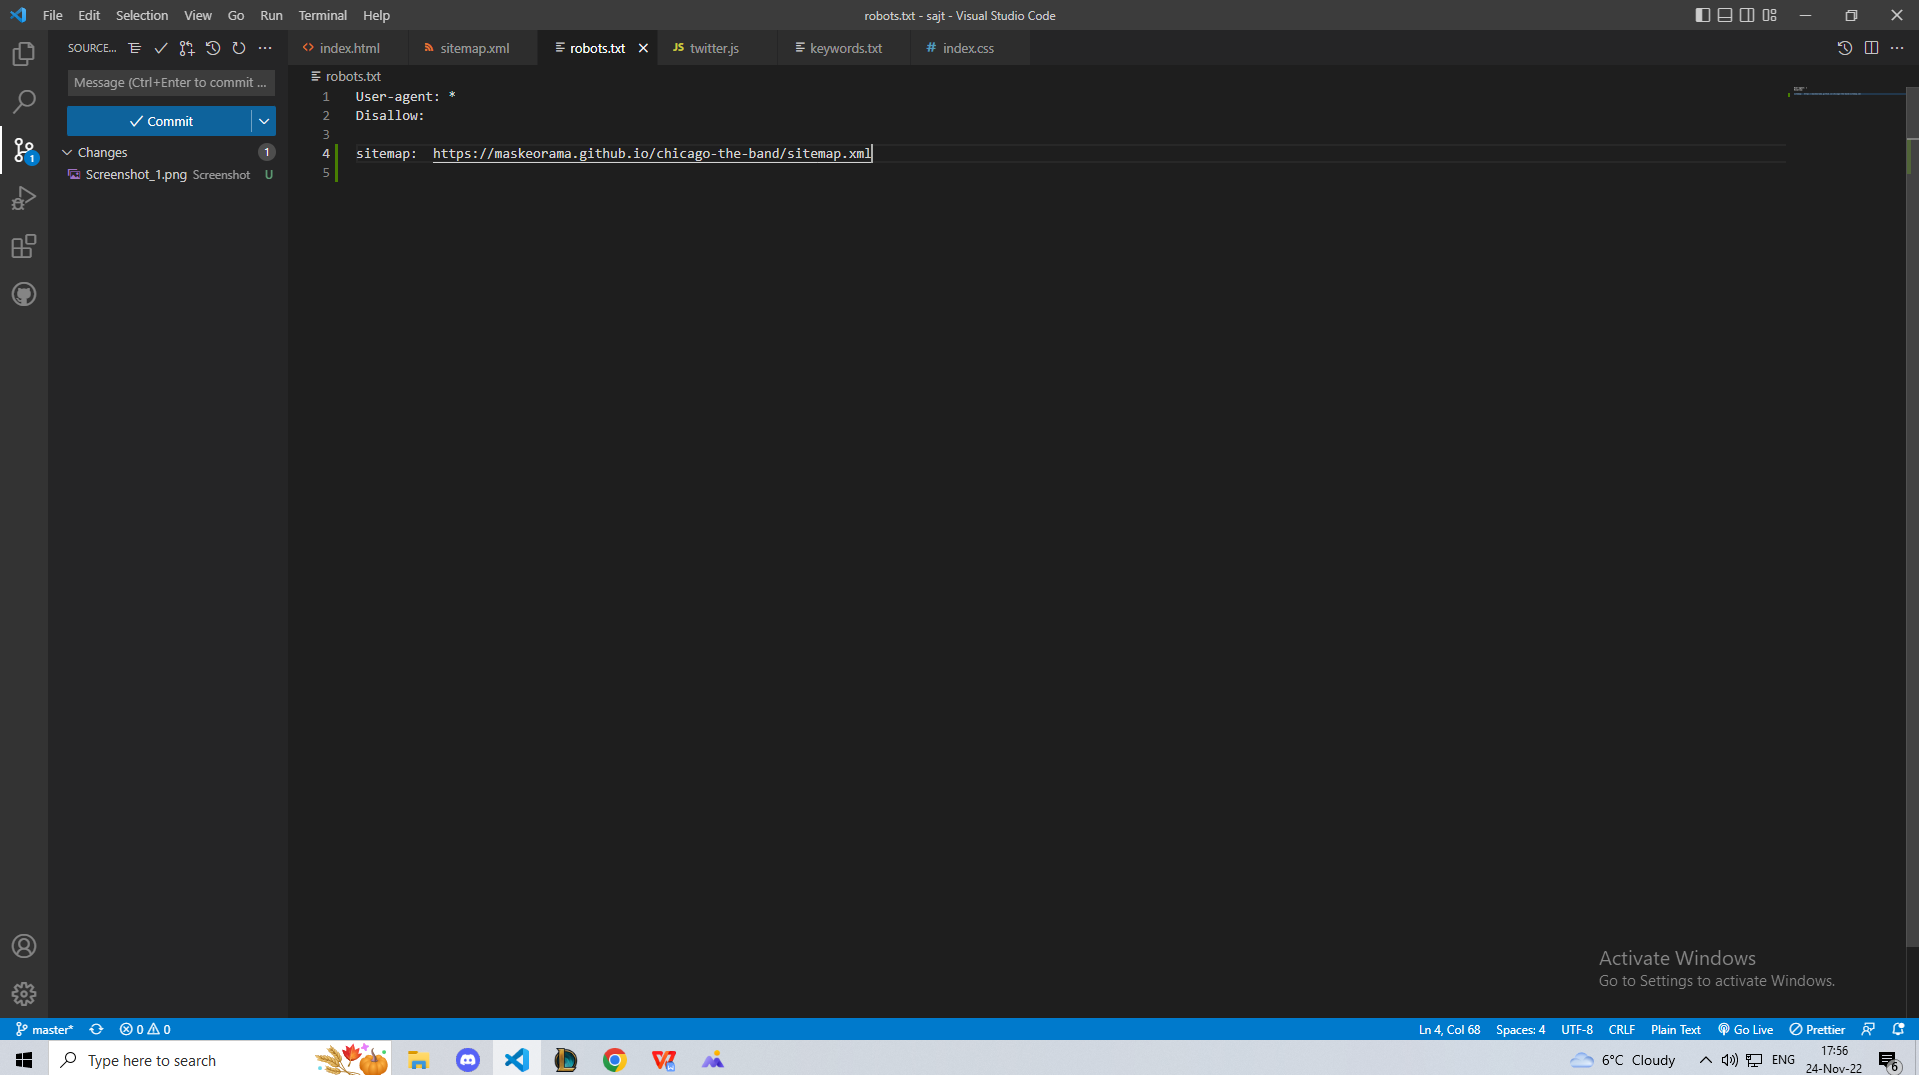 File Edit Selection View Go Run Terminal Help
robots.txt - sajt - Visual Studio Code
SOURCE...
index.html
sitemap.xml
robots.txt
JS twitter.js
keywords.txt
# index.css
Message (Ctrl+Enter to commit ...
robots.txt
Commit
Changes 1
Screenshot_1.png Screenshot U
1
1 User-agent: *
2 Disallow:
3
4 sitemap:  https://maskeorama.github.io/chicago-the-band/sitemap.xml
5
Activate Windows
Go to Settings to activate Windows.
master* 0 0
Ln 4, Col 68 Spaces: 4 UTF-8 CRLF Plain Text Go Live Prettier
Type here to search
6°C Cloudy
ENG
17:56
24-Nov-22
6